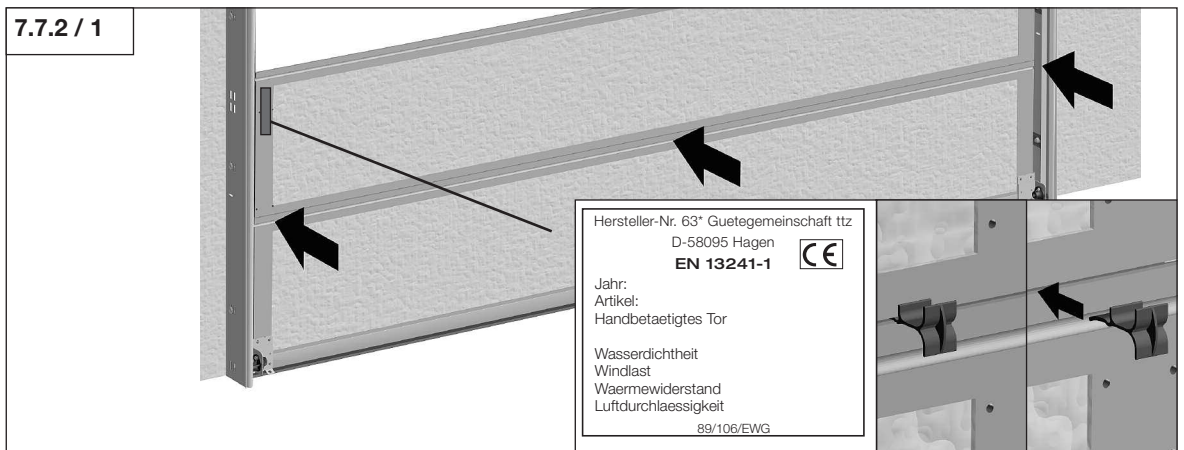 7.7.2 / 1
Hersteller-Nr. 63* Guetegemeinschaft ttz
D-58095 Hagen
EN 13241-1
CE
Jahr:
Artikel:
Handbetaetigtes Tor
Wasserdichtheit
Windlast
Waermewiderstand
Luftdurchlaessigkeit
89/106/EWG